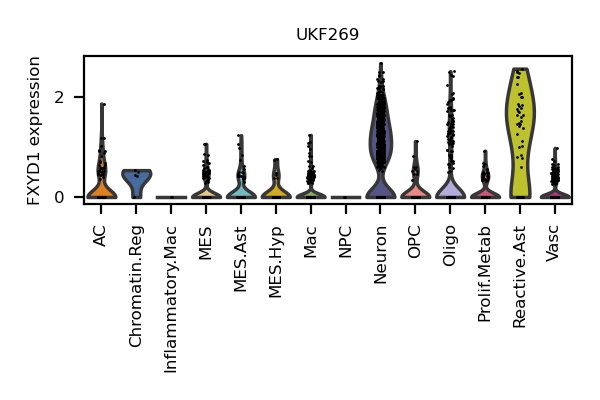 UKF269
FXYD1 expression
2
0
AC
Chromatin.Reg
Inflammatory.Mac
MES
MES.Ast
MES.Hyp
Mac
NPC
Neuron
OPC
Oligo
Prolif.Metab
Reactive.Ast
Vasc